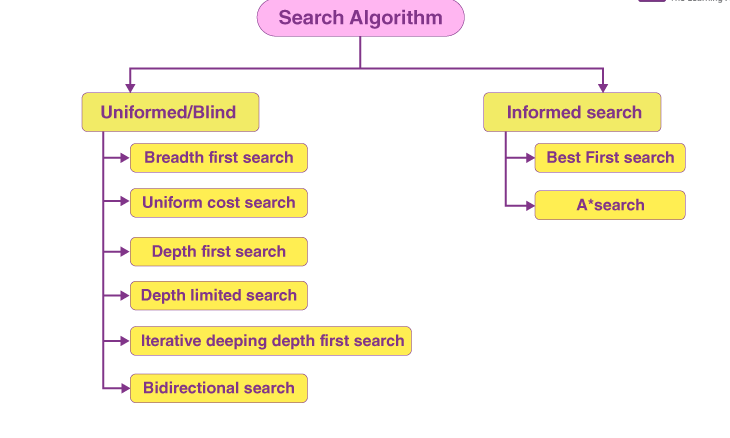 Search Algorithm
Uniformed/Blind
Breadth first search
Uniform cost search
Depth first search
Depth limited search
Iterative deeping depth first search
Bidirectional search
Informed search
Best First search
A*search